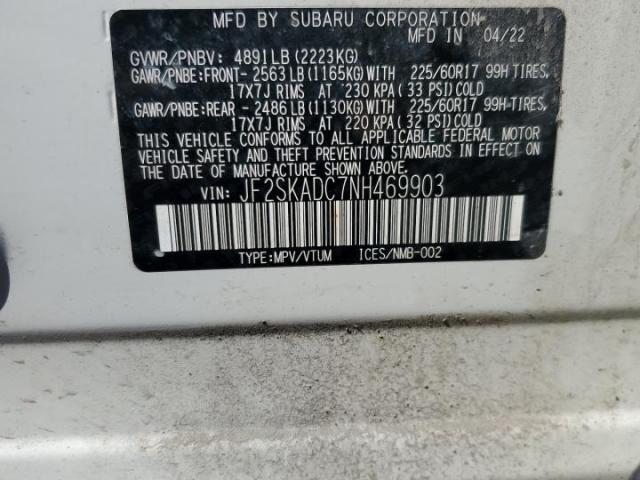 MFD BY SUBARU CORPORATION
MFD IN 04/22
GVWR/PNBV: 4891LB (2223KG)
GAWR/PNBE:FRONT- 2563 LB (1165KG) WITH 225/60R17 99H TIRES,
17X7J RIMS AT 230 KPA (33 PSI) COLD
GAWR/PNBE:REAR - 2486 LB (1130KG) WITH 225/60R17 99H TIRES,
17X7J RIMS AT 220 KPA (32 PSI) COLD
THIS VEHICLE CONFORMS TO ALL APPLICABLE FEDERAL MOTOR
VEHICLE SAFETY AND THEFT PREVENTION STANDARDS IN EFFECT ON
THE DATE OF MANUFACTURE SHOWN ABOVE.
VIN: JF2SKADC7NH469903
TYPE:MPV/VTUM ICES/NMB-002